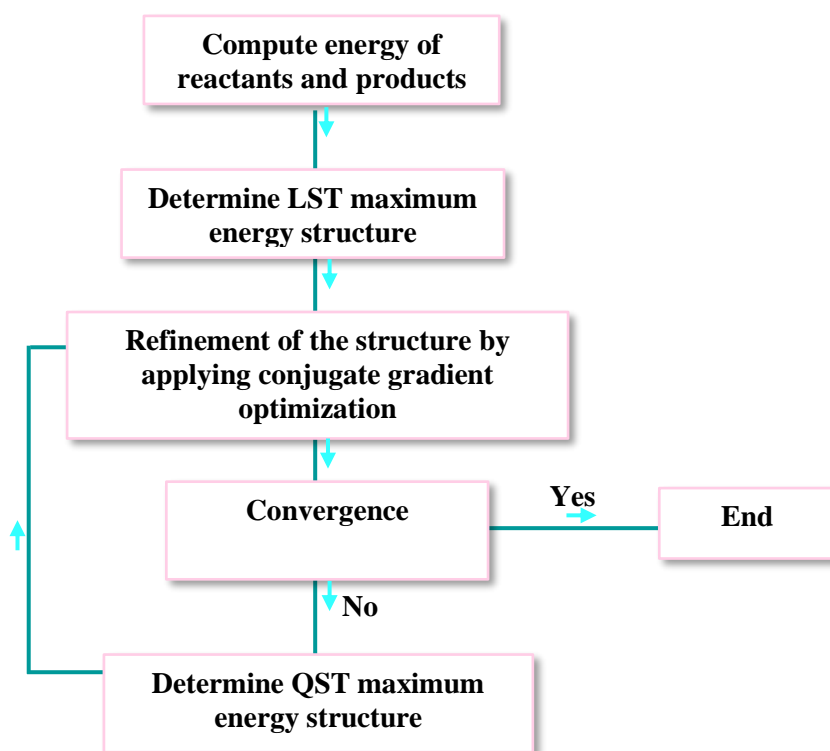 Compute energy of
reactants and products
Determine LST maximum
energy structure
Refinement of the structure by
applying conjugate gradient
optimization
Convergence
Yes
End
No
Determine QST maximum
energy structure